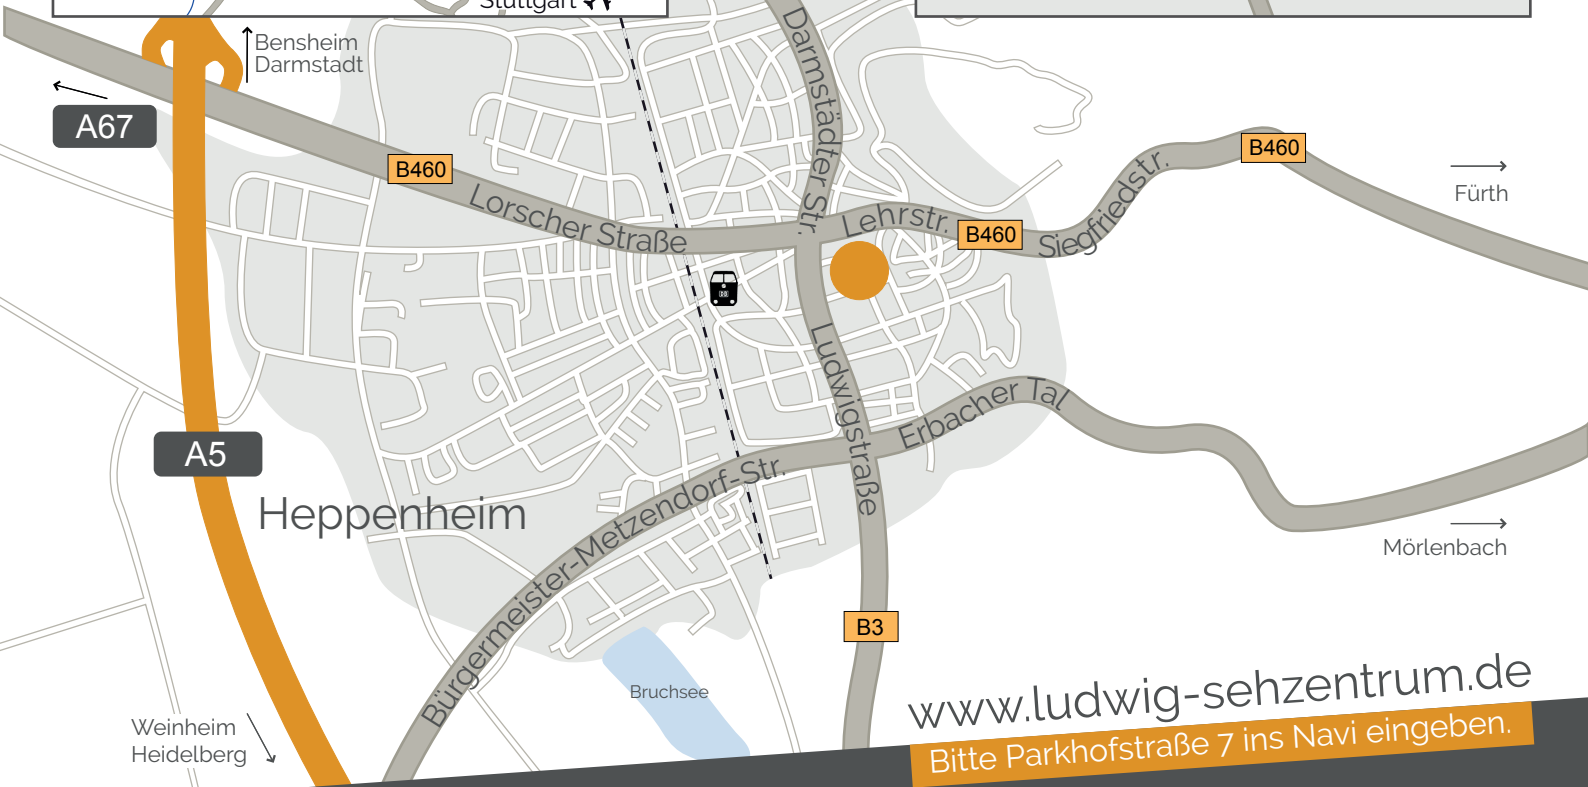 Stuttgart
Bensheim
Darmstadt
A67
B460
Lorscher Straße
Darmstädter Str.
Lehrstr.
B460
Siegfriedstr.
B460
Fürth
Ludwigstraße
Erbacher Tal
A5
Heppenheim
Bürgermeister-Metzendorf-Str.
Mörlenbach
B3
Bruchsee
Weinheim
Heidelberg
www.ludwig-sehzentrum.de
Bitte Parkhofstraße 7 ins Navi eingeben.